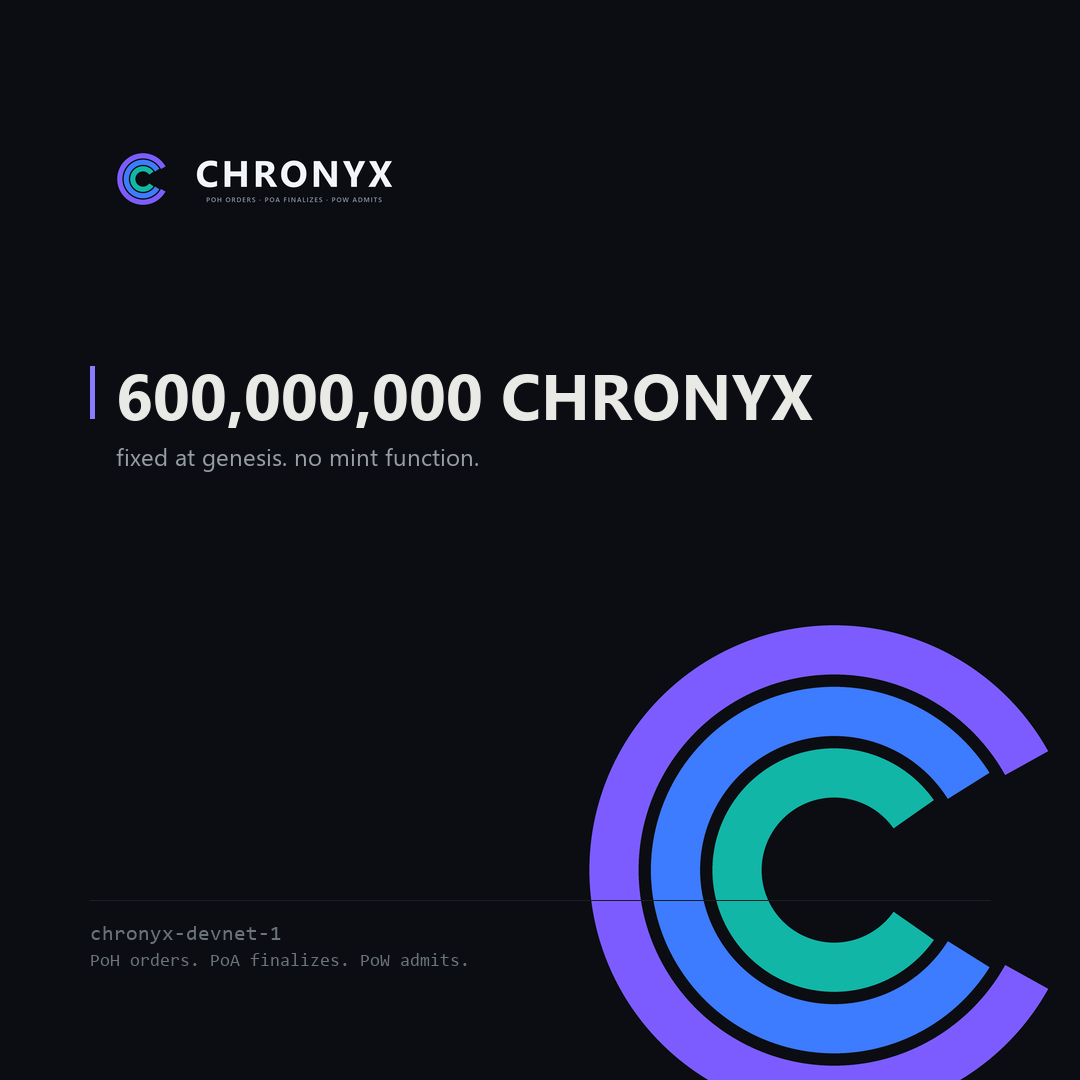 CHRONYX
POH ORDERS · POA FINALIZES · POW ADMITS
600,000,000 CHRONYX
fixed at genesis. no mint function.
chronyx-devnet-1
PoH orders. PoA finalizes. PoW admits.